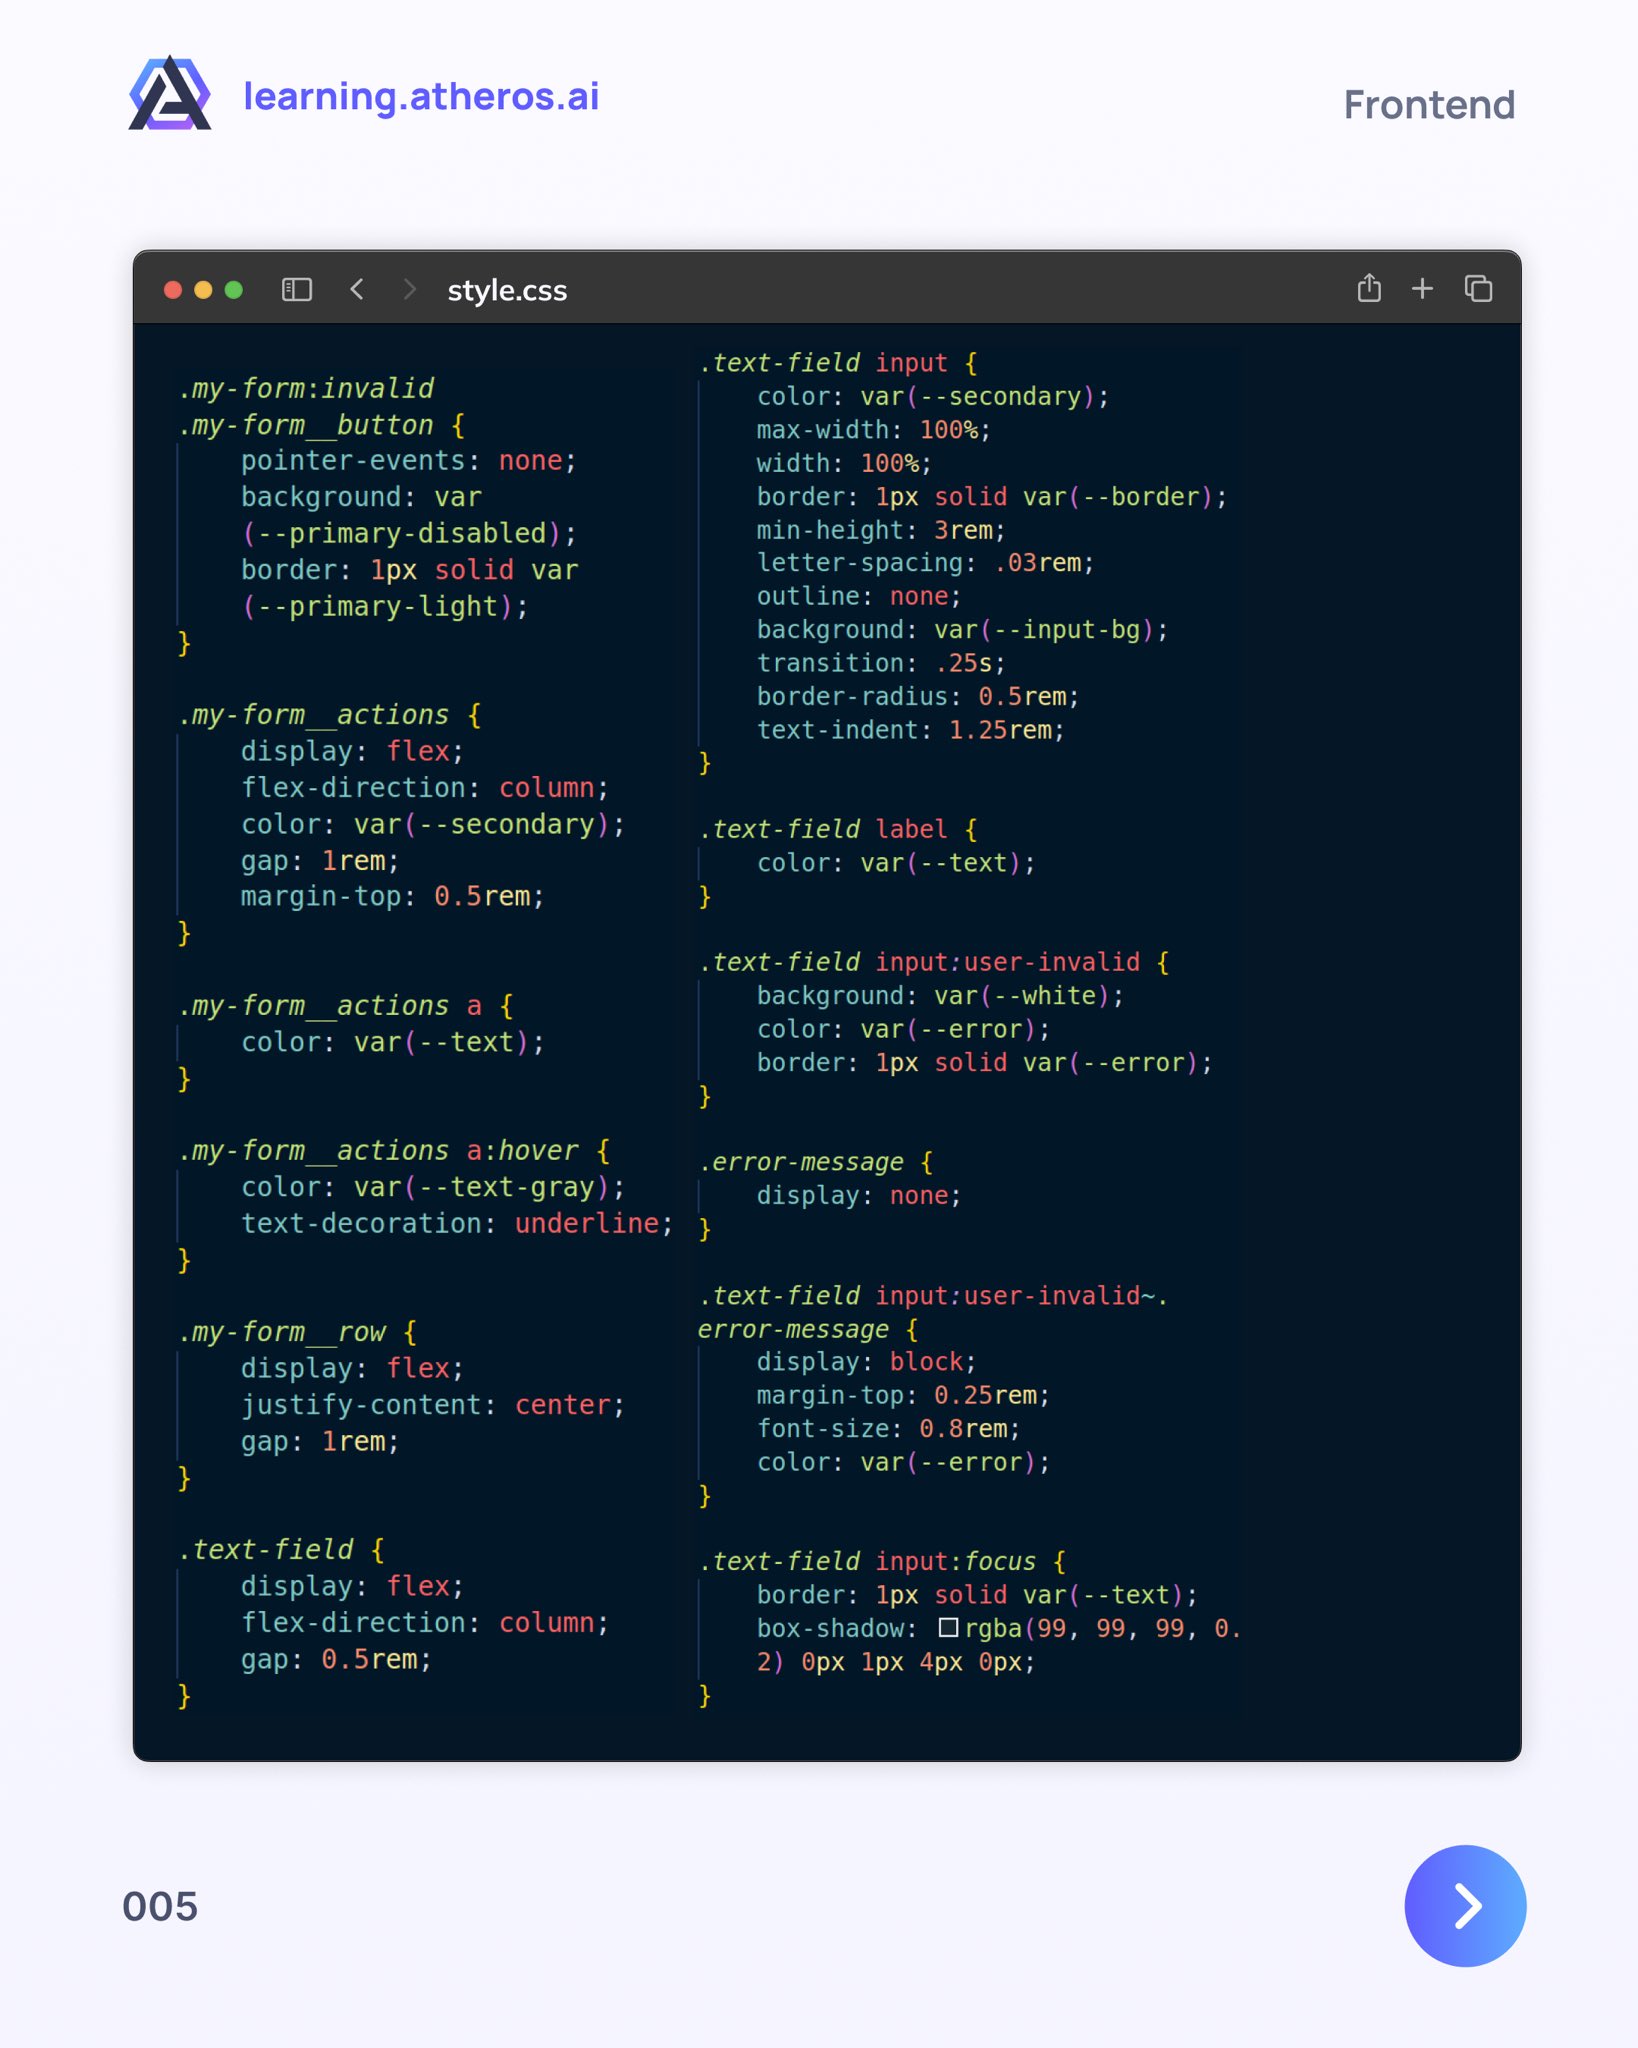 learning.atheros.ai
Frontend
style.css
.my-form:invalid
.my-form__button {
    pointer-events: none;
    background: var
    (--primary-disabled);
    border: 1px solid var
    (--primary-light);
}

.my-form__actions {
    display: flex;
    flex-direction: column;
    color: var(--secondary);
    gap: 1rem;
    margin-top: 0.5rem;
}

.my-form__actions a {
    color: var(--text);
}

.my-form__actions a:hover {
    color: var(--text-gray);
    text-decoration: underline;
}

.my-form__row {
    display: flex;
    justify-content: center;
    gap: 1rem;
}

.text-field {
    display: flex;
    flex-direction: column;
    gap: 0.5rem;
}
.text-field input {
    color: var(--secondary);
    max-width: 100%;
    width: 100%;
    border: 1px solid var(--border);
    min-height: 3rem;
    letter-spacing: .03rem;
    outline: none;
    background: var(--input-bg);
    transition: .25s;
    border-radius: 0.5rem;
    text-indent: 1.25rem;
}

.text-field label {
    color: var(--text);
}

.text-field input:user-invalid {
    background: var(--white);
    color: var(--error);
    border: 1px solid var(--error);
}

.error-message {
    display: none;
}

.text-field input:user-invalid~.
error-message {
    display: block;
    margin-top: 0.25rem;
    font-size: 0.8rem;
    color: var(--error);
}

.text-field input:focus {
    border: 1px solid var(--text);
    box-shadow: rgba(99, 99, 99, 0.
    2) 0px 1px 4px 0px;
}
005